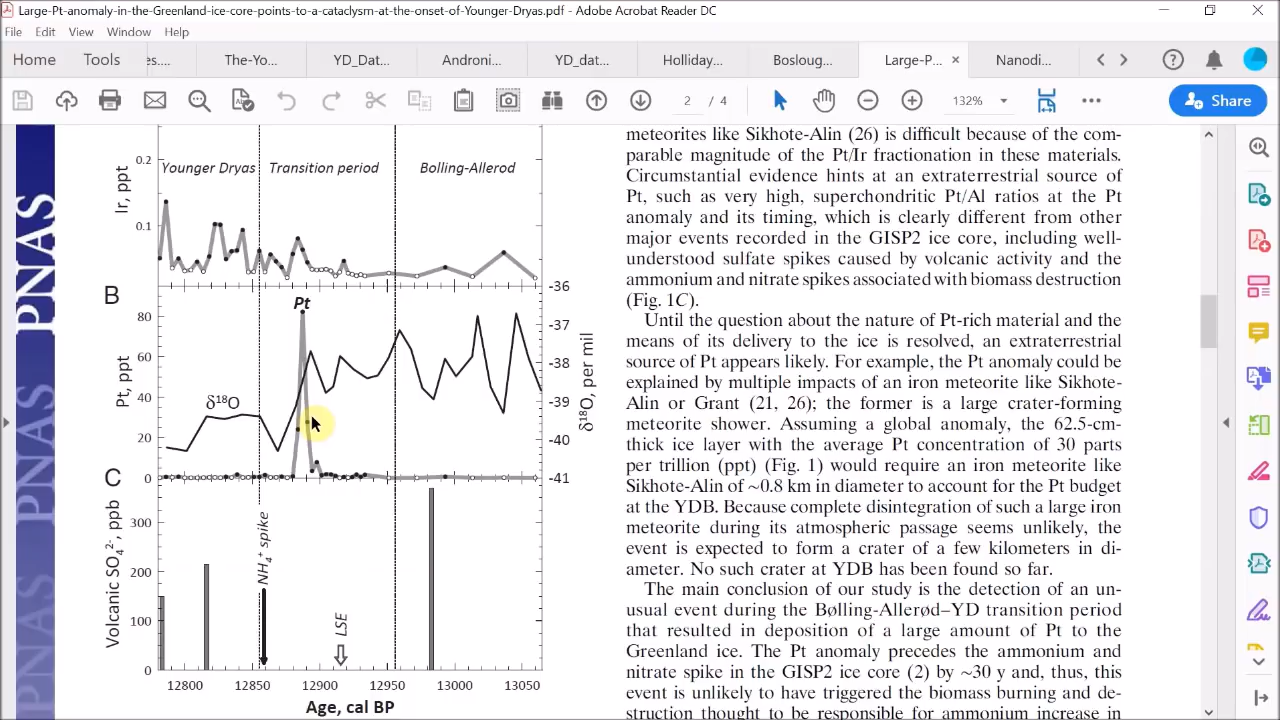 Large-Pt-anomaly-in-the-Greenland-ice-core-points-to-a-cataclysm-at-the-onset-of-Younger-Dryas.pdf - Adobe Acrobat Reader DC
File Edit View Window Help
Home Tools es.... The-Yo... YD_Dat... Androni... YD_dat... Holliday... Bosloug... Large-P... × Nanodi...
2 / 4 132% Share
PNAS PNAS
0.2
Younger Dryas Transition period Bolling-Allerod
Ir, ppt
0.1
B
Pt
-36
80
-37
60
-38
Pt, ppt
40
δ18O
-39
δ18O, per mil
20
-40
C
0
-41
300
NH4+ spike
Volcanic SO4 2-, ppb
200
100
LSE
0
12800 12850 12900 12950 13000 13050
Age, cal BP
meteorites like Sikhote-Alin (26) is difficult because of the com-
parable magnitude of the Pt/Ir fractionation in these materials.
Circumstantial evidence hints at an extraterrestrial source of
Pt, such as very high, superchondritic Pt/Al ratios at the Pt
anomaly and its timing, which is clearly different from other
major events recorded in the GISP2 ice core, including well-
understood sulfate spikes caused by volcanic activity and the
ammonium and nitrate spikes associated with biomass destruction
(Fig. 1C).
Until the question about the nature of Pt-rich material and the
means of its delivery to the ice is resolved, an extraterrestrial
source of Pt appears likely. For example, the Pt anomaly could be
explained by multiple impacts of an iron meteorite like Sikhote-
Alin or Grant (21, 26); the former is a large crater-forming
meteorite shower. Assuming a global anomaly, the 62.5-cm-
thick ice layer with the average Pt concentration of 30 parts
per trillion (ppt) (Fig. 1) would require an iron meteorite like
Sikhote-Alin of ~0.8 km in diameter to account for the Pt budget
at the YDB. Because complete disintegration of such a large iron
meteorite during its atmospheric passage seems unlikely, the
event is expected to form a crater of a few kilometers in di-
ameter. No such crater at YDB has been found so far.
The main conclusion of our study is the detection of an un-
usual event during the Bølling-Allerød–YD transition period
that resulted in deposition of a large amount of Pt to the
Greenland ice. The Pt anomaly precedes the ammonium and
nitrate spike in the GISP2 ice core (2) by ~30 y and, thus, this
event is unlikely to have triggered the biomass burning and de-
struction thought to be responsible for ammonium increase in